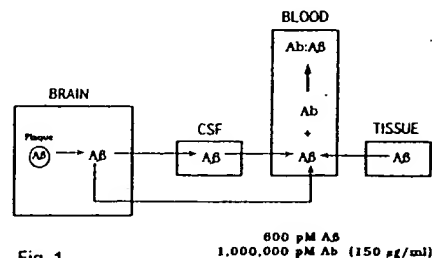 BLOOD
Ab:Aβ
Ab
+
Aβ
BRAIN
Plaque
Aβ
Aβ
CSF
Aβ
TISSUE
Aβ
600 pM Aβ
1,000,000 pM Ab (150 µg/ml)
Fig. 1